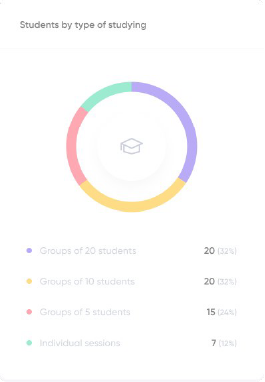 Students by type of studying
Groups of 20 students 20 (32%)
Groups of 10 students 20 (32%)
Groups of 5 students 15 (24%)
Individual sessions 7 (12%)